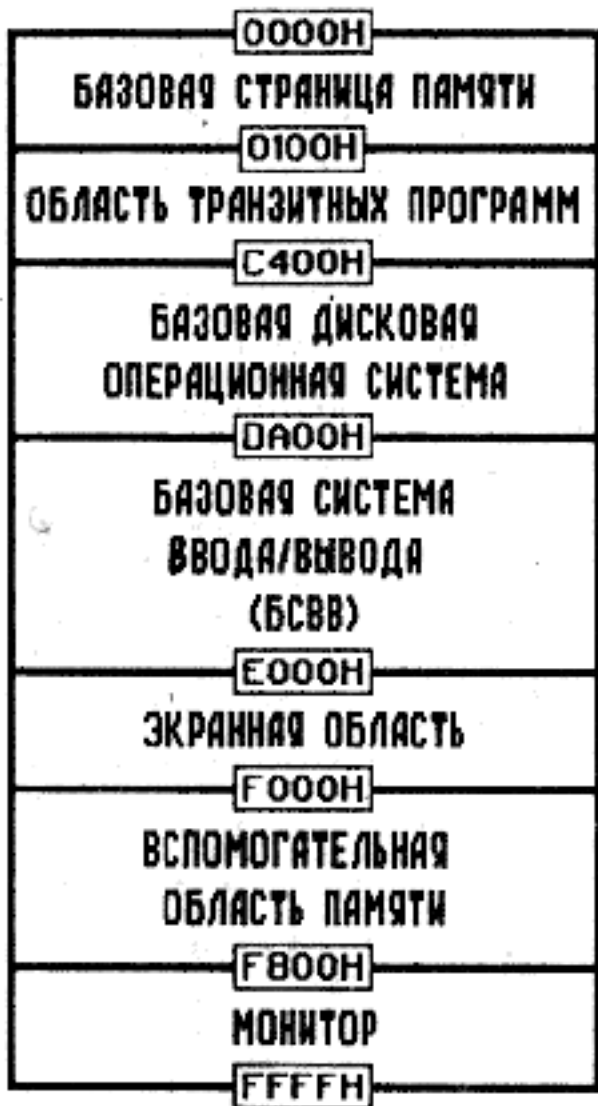 0000H
БАЗОВАЯ СТРАНИЦА ПАМЯТИ
0100H
ОБЛАСТЬ ТРАНЗИТНЫХ ПРОГРАММ
C400H
БАЗОВАЯ ДИСКОВАЯ
ОПЕРАЦИОННАЯ СИСТЕМА
DA00H
БАЗОВАЯ СИСТЕМА
ВВОДА/ВЫВОДА
(БСВВ)
E000H
ЭКРАННАЯ ОБЛАСТЬ
F000H
ВСПОМОГАТЕЛЬНАЯ
ОБЛАСТЬ ПАМЯТИ
F800H
МОНИТОР
FFFFH